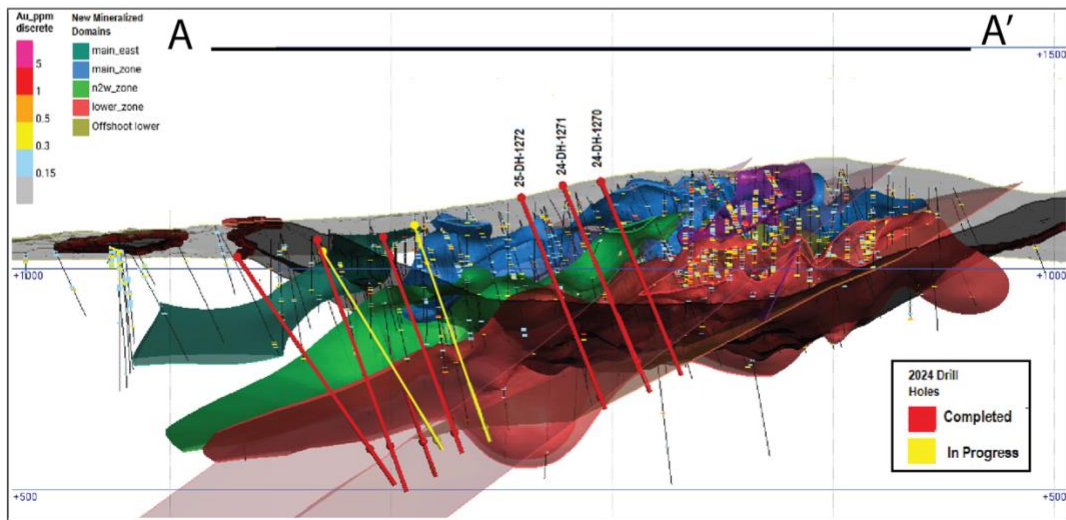 Au_ppm
discrete
5
1
0.5
0.3
0.15
New Mineralized
Domains
main_east
main_zone
n2w_zone
lower_zone
Offshoot lower
A
A'
+1500
25-DH-1272
24-DH-1271
24-DH-1270
+1000
+1000
+500
+500
2024 Drill
Holes
Completed
In Progress